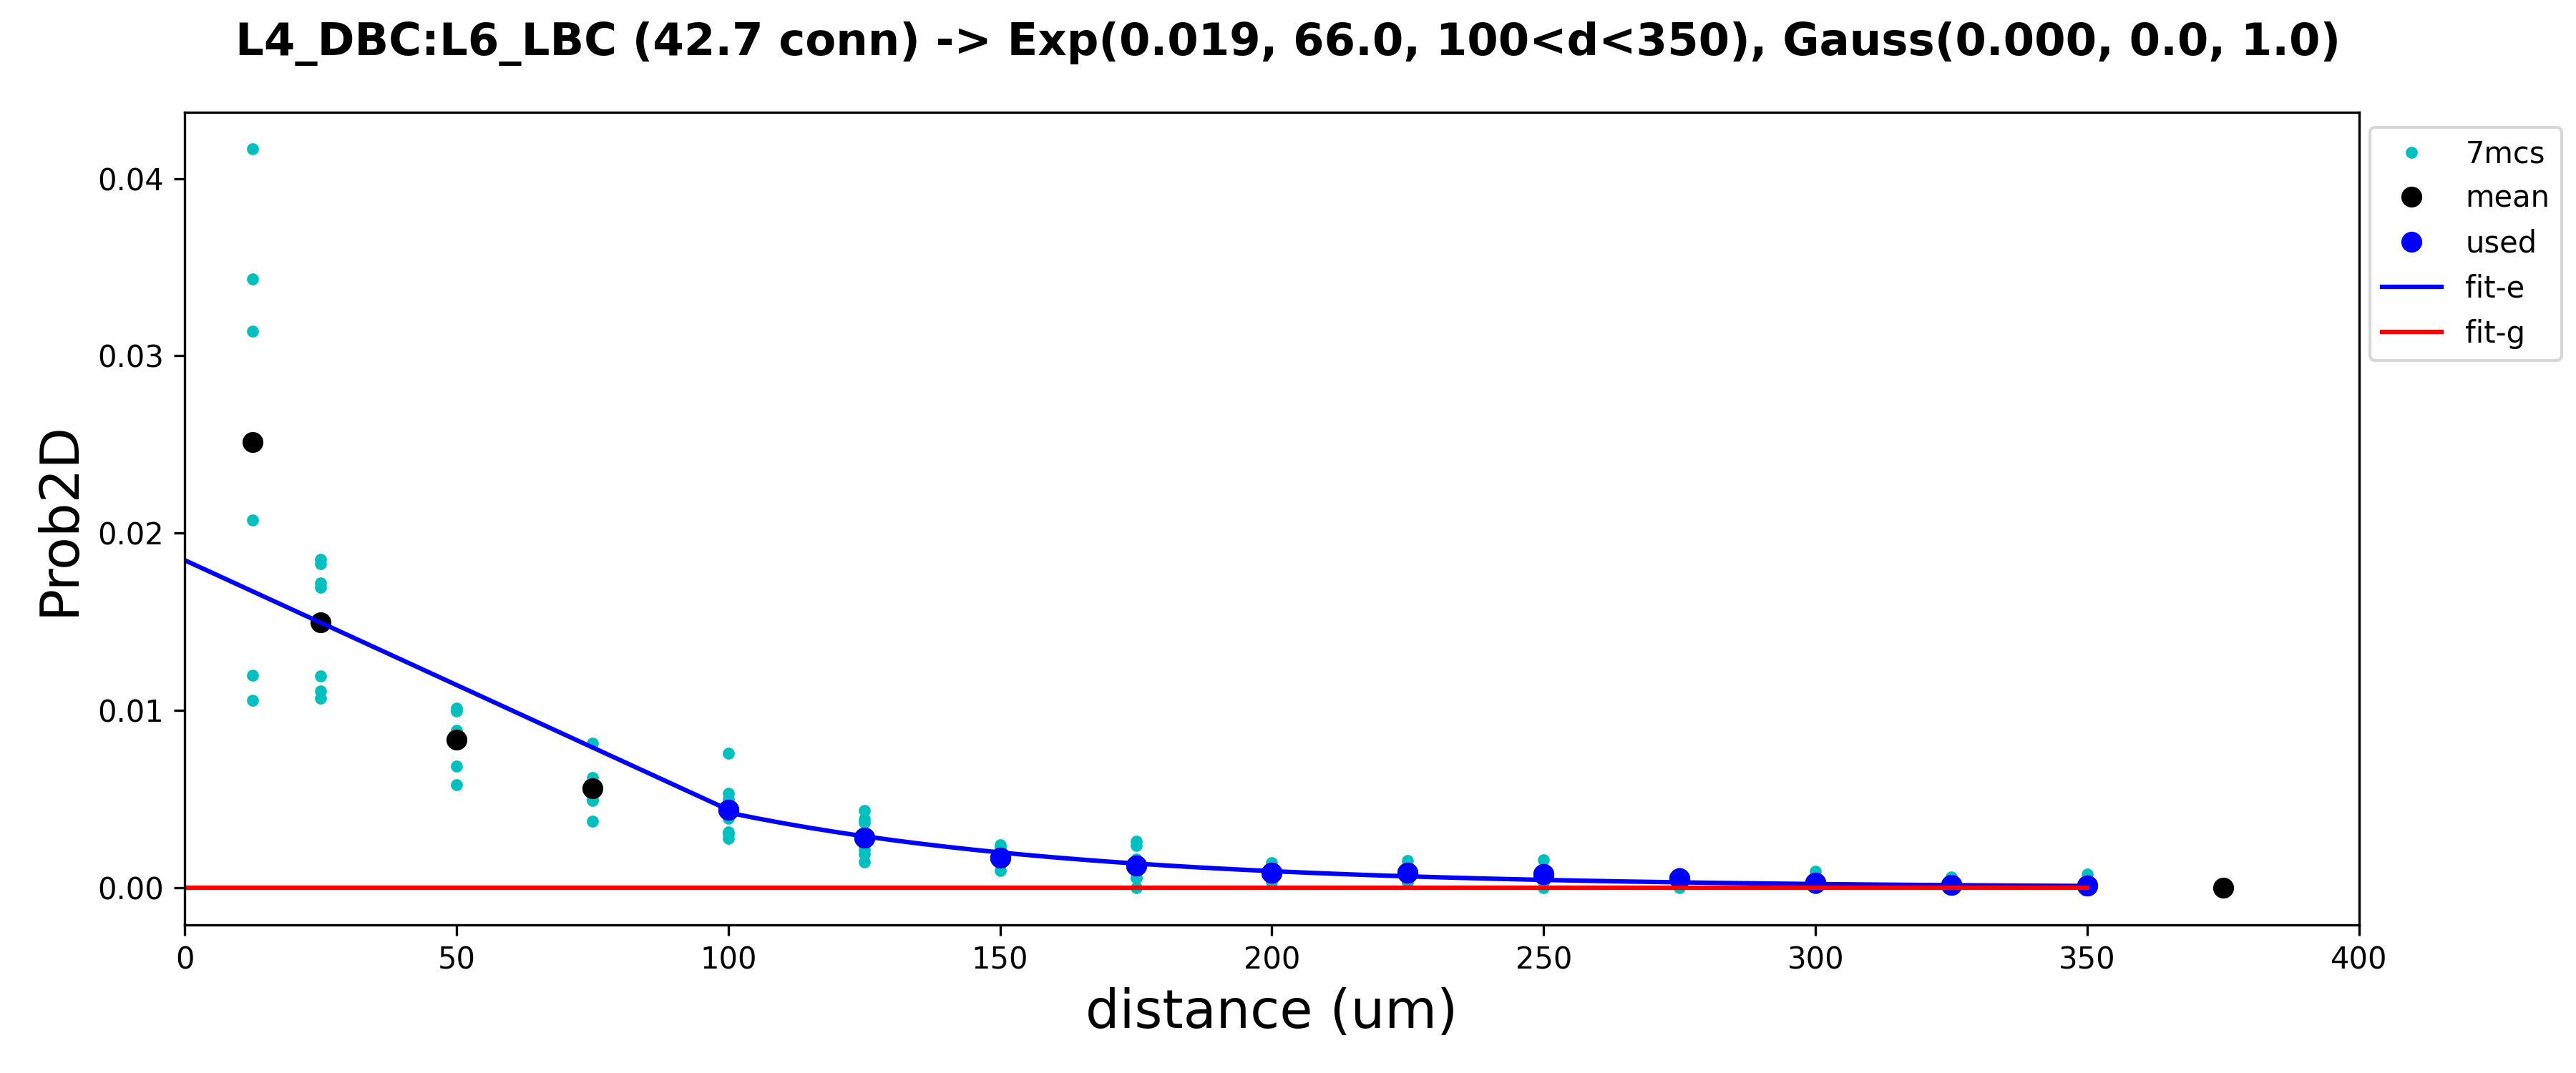 L4_DBC:L6_LBC (42.7 conn) -> Exp(0.019, 66.0, 100<d<350), Gauss(0.000, 0.0, 1.0)
7mcs
mean
used
fit-e
fit-g
Prob2D
0.04
0.03
0.02
0.01
0.00
0 50 100 150 200 250 300 350 400
distance (um)